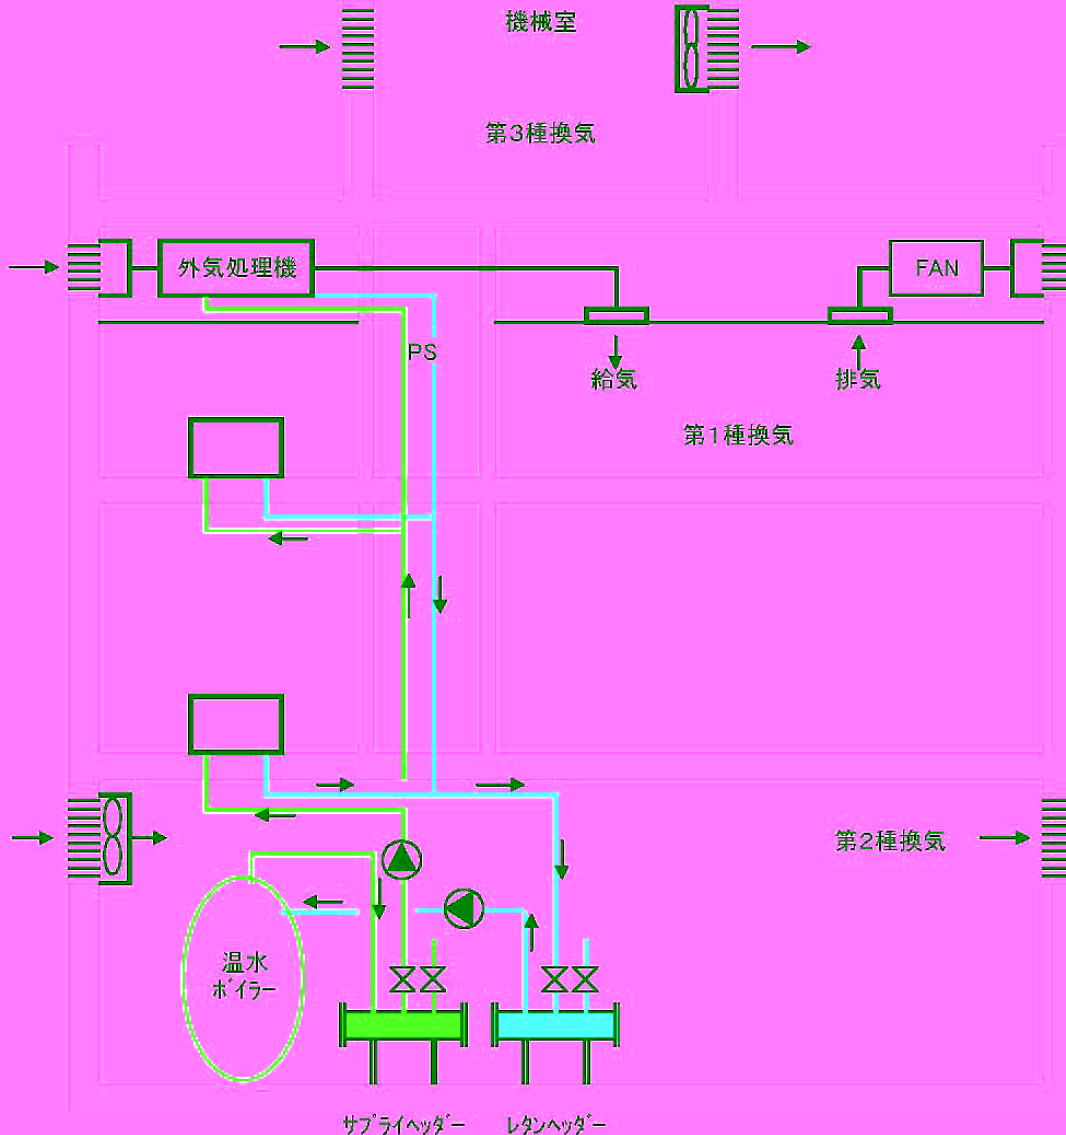 機械室
第3種換気
外気処理機
FAN
PS
給気
排気
第1種換気
第2種換気
温水
ﾎﾞｲﾗｰ
ｻﾌﾟﾗｲﾍｯﾀﾞｰ
ﾚﾀﾝﾍｯﾀﾞｰ